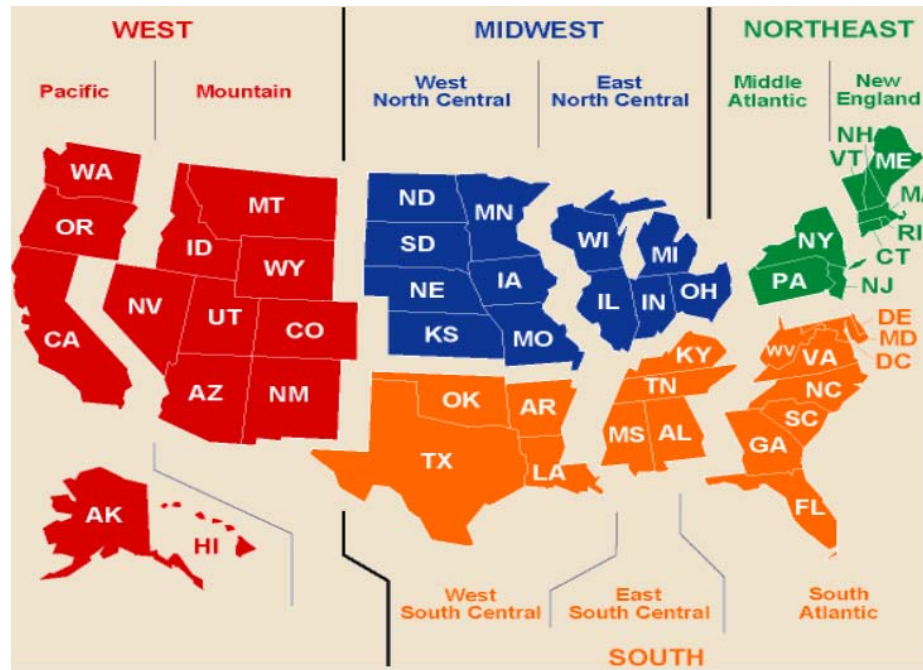 WEST
MIDWEST
NORTHEAST
Pacific
Mountain
West
North Central
East
North Central
Middle
Atlantic
New
England
WA
OR
CA
MT
ID
WY
NV
UT
CO
AZ
NM
AK
HI
ND
SD
NE
KS
MN
IA
MO
WI
MI
IL
IN
OH
NH
VT
ME
MA
RI
CT
NY
PA
NJ
OK
TX
AR
LA
KY
TN
MS
AL
DE
MD
DC
WV
VA
NC
SC
GA
FL
West
South Central
East
South Central
South
Atlantic
SOUTH